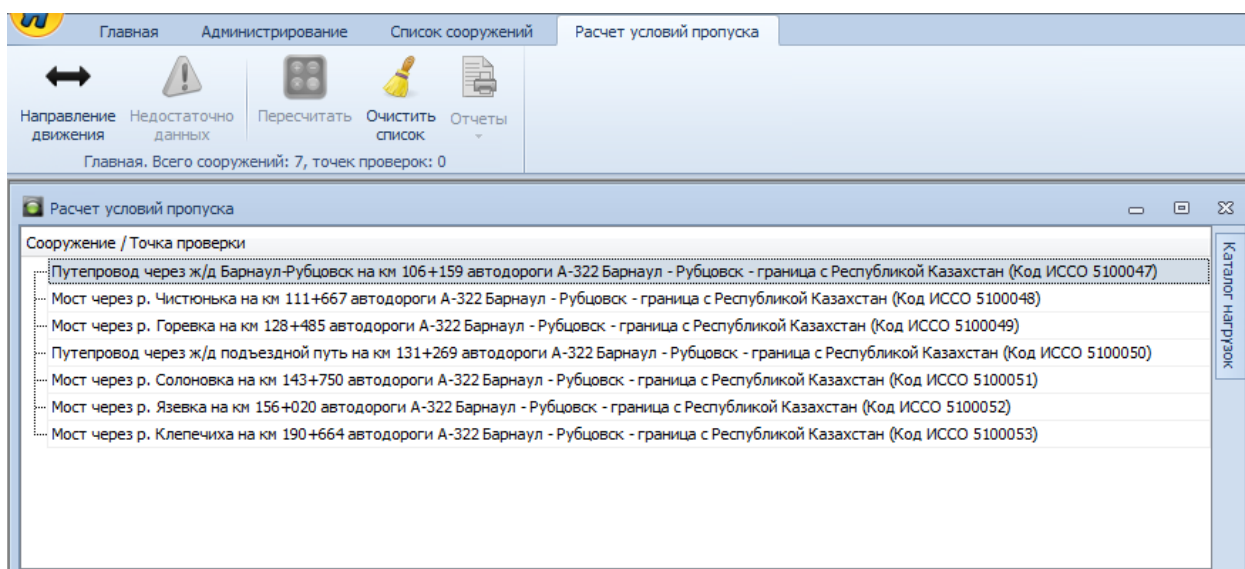 Главная Администрирование Список сооружений Расчет условий пропуска
Направление движения Недостаточно данных Пересчитать Очистить список Отчеты
Главная. Всего сооружений: 7, точек проверок: 0
Расчет условий пропуска
Сооружение / Точка проверки
Путепровод через ж/д Барнаул-Рубцовск на км 106+159 автодороги А-322 Барнаул - Рубцовск - граница с Республикой Казахстан (Код ИССО 5100047)
Мост через р. Чистюнька на км 111+667 автодороги А-322 Барнаул - Рубцовск - граница с Республикой Казахстан (Код ИССО 5100048)
Мост через р. Горевка на км 128+485 автодороги А-322 Барнаул - Рубцовск - граница с Республикой Казахстан (Код ИССО 5100049)
Путепровод через ж/д подъездной путь на км 131+269 автодороги А-322 Барнаул - Рубцовск - граница с Республикой Казахстан (Код ИССО 5100050)
Мост через р. Солоновка на км 143+750 автодороги А-322 Барнаул - Рубцовск - граница с Республикой Казахстан (Код ИССО 5100051)
Мост через р. Язевка на км 156+020 автодороги А-322 Барнаул - Рубцовск - граница с Республикой Казахстан (Код ИССО 5100052)
Мост через р. Клепечиха на км 190+664 автодороги А-322 Барнаул - Рубцовск - граница с Республикой Казахстан (Код ИССО 5100053)
Каталог нагрузок